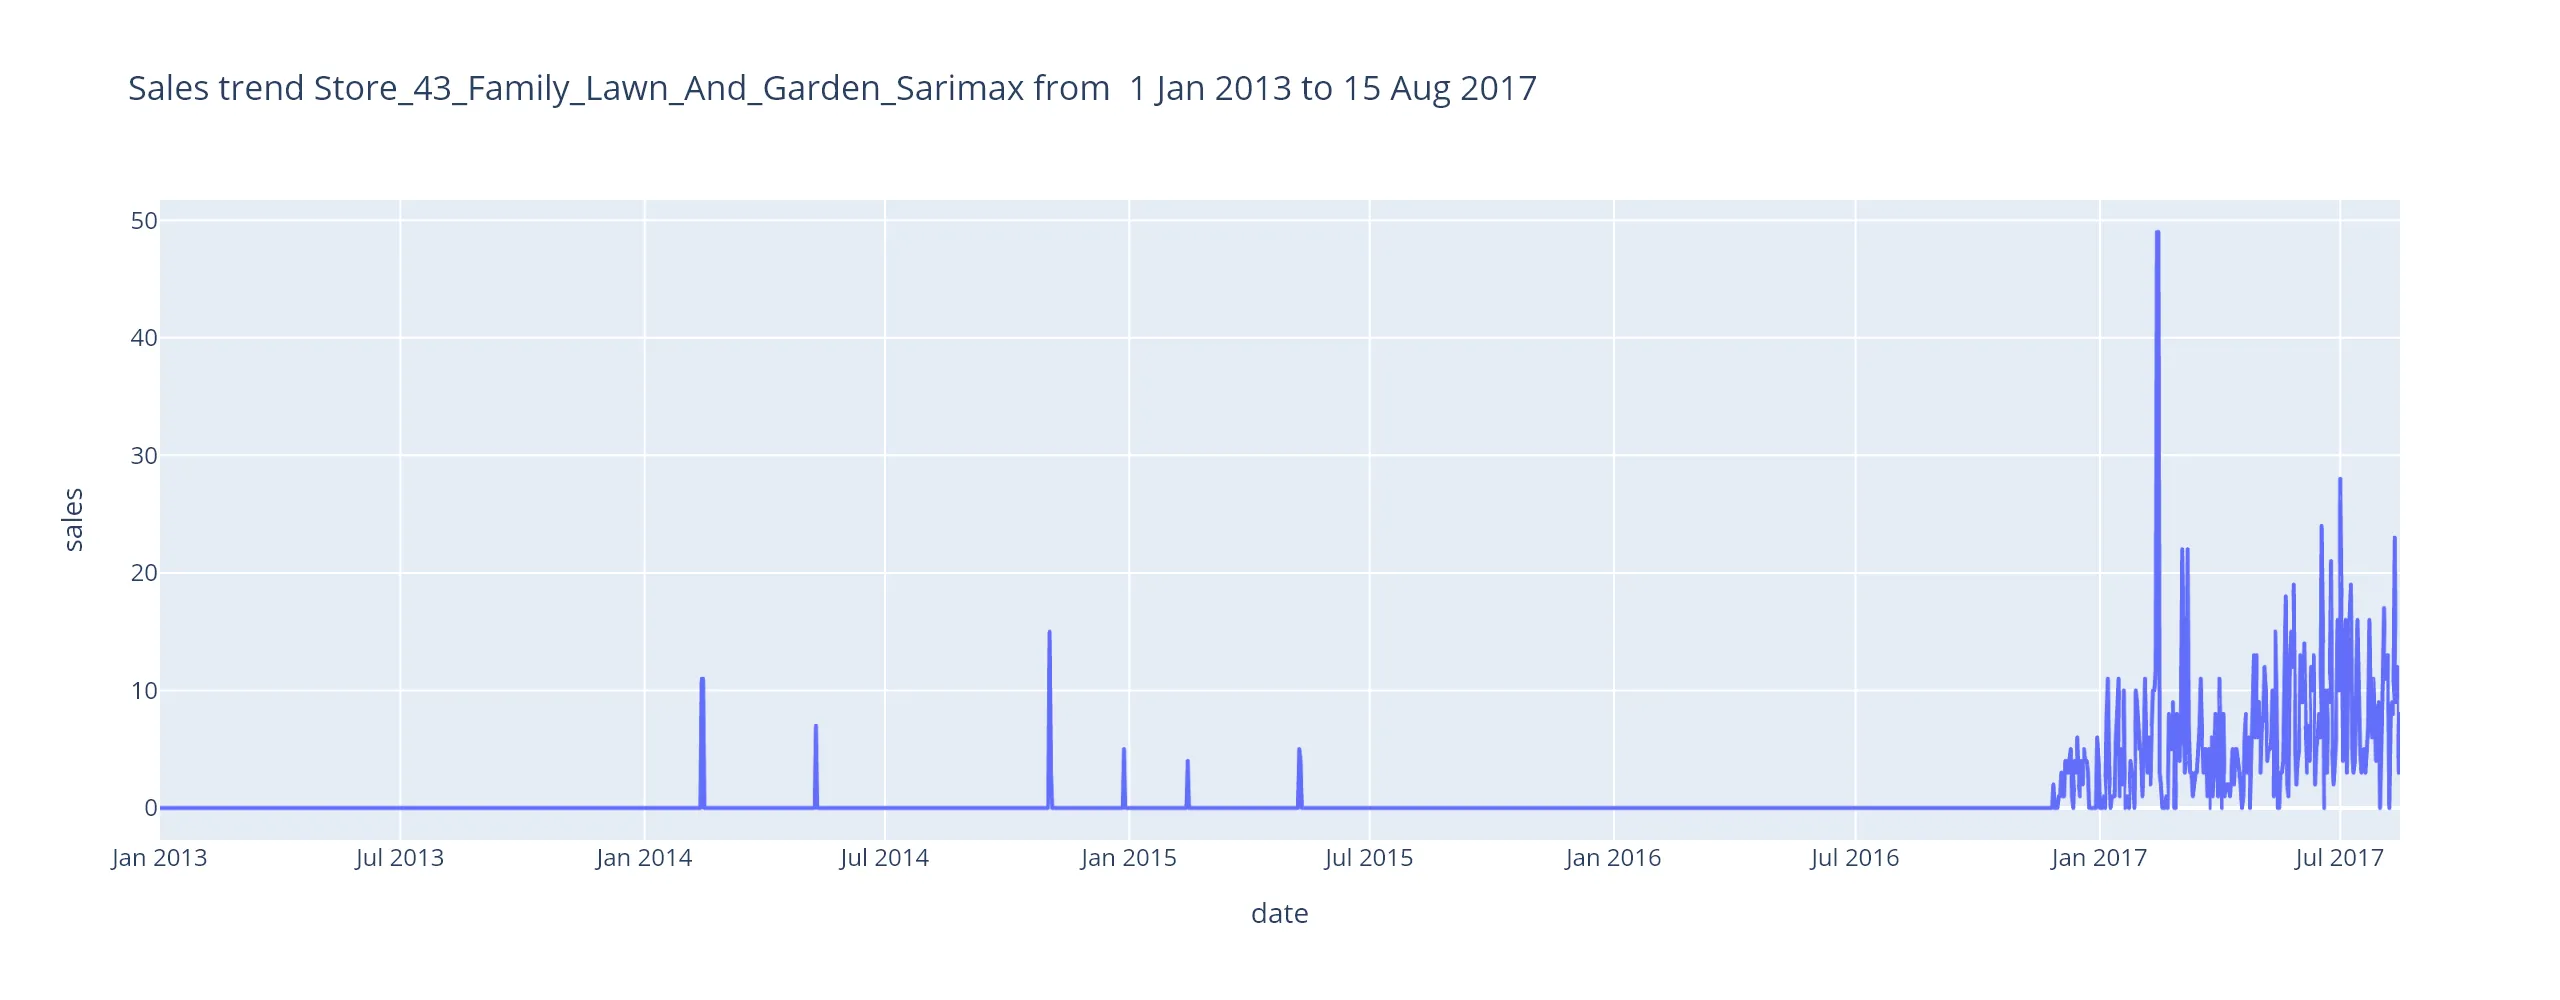 Sales trend Store_43_Family_Lawn_And_Garden_Sarimax from  1 Jan 2013 to 15 Aug 2017
50
40
30
20
10
0
sales
Jan 2013 Jul 2013 Jan 2014 Jul 2014 Jan 2015 Jul 2015 Jan 2016 Jul 2016 Jan 2017 Jul 2017
date